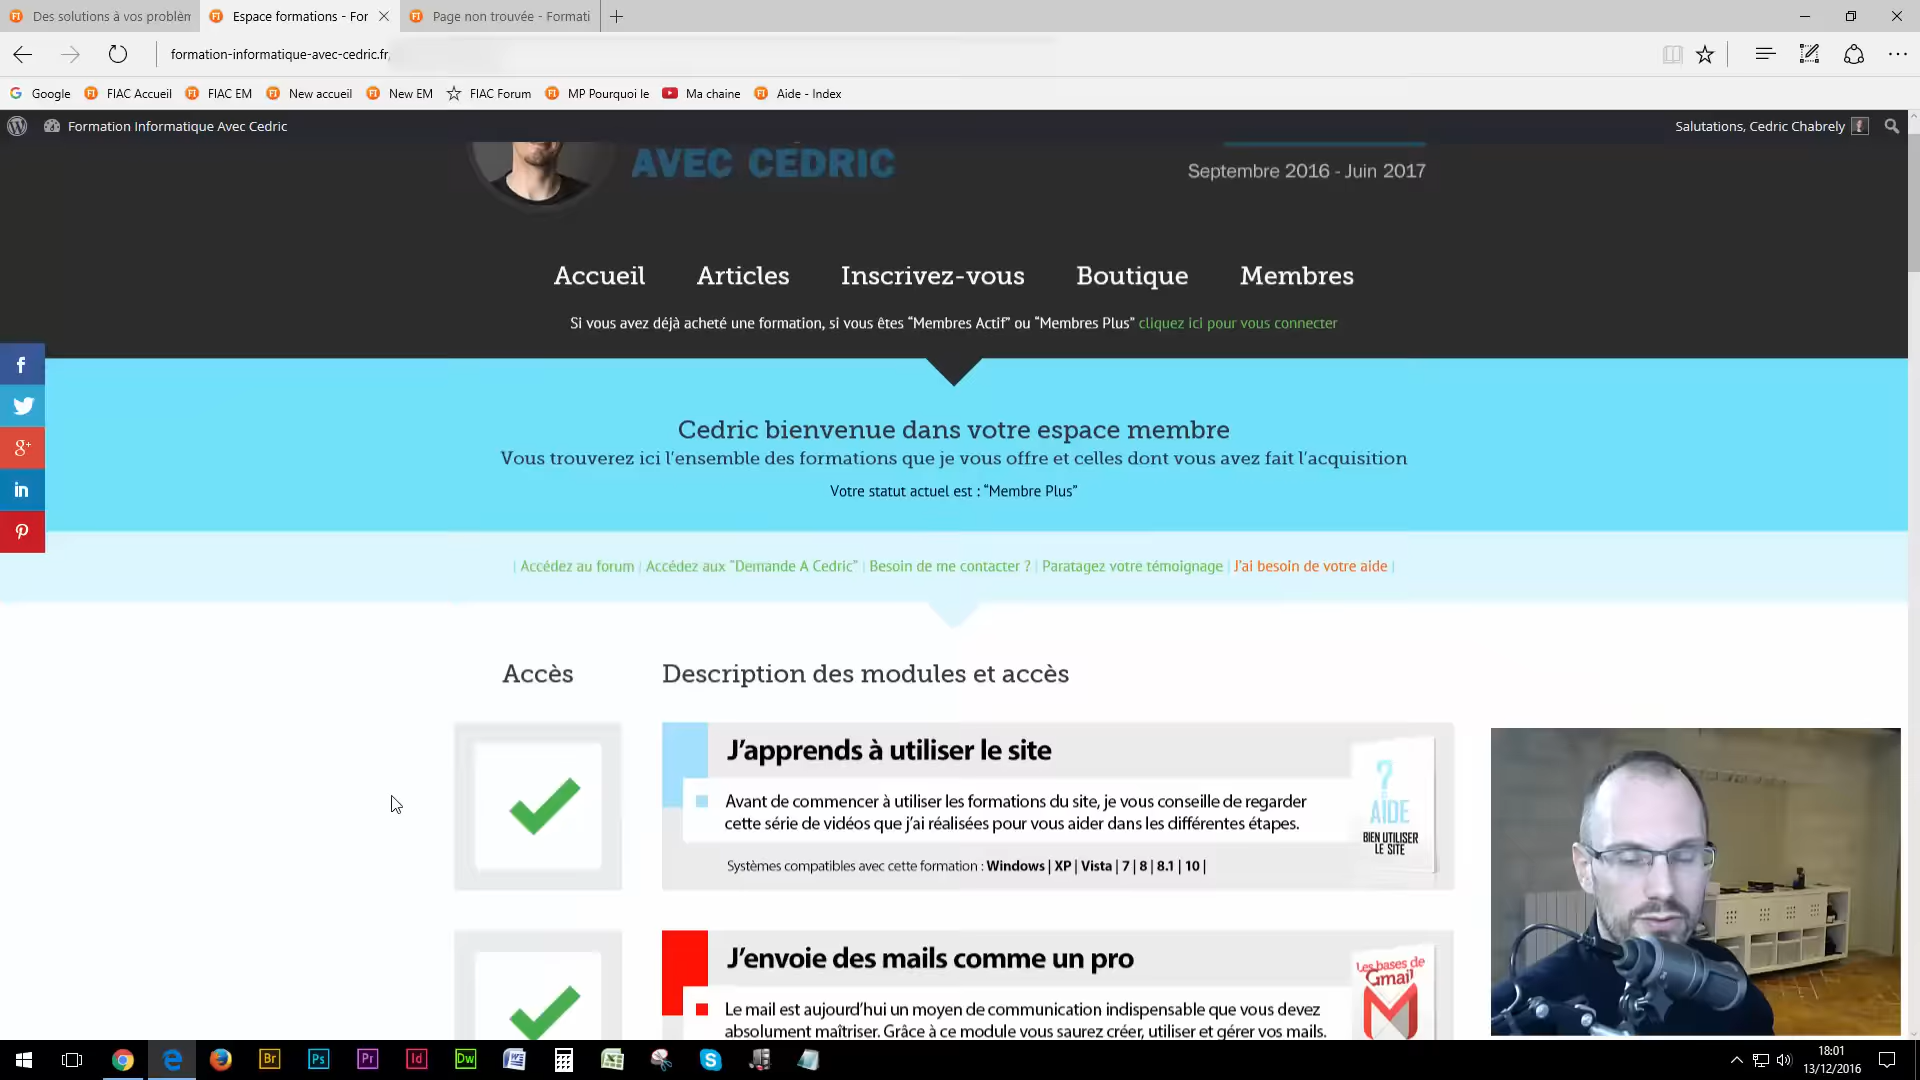 Des solutions à vos problèn
Espace formations - For
Page non trouvée - Formati
formation-informatique-avec-cedric.fr
Google
FIAC Accueil
FIAC EM
New accueil
New EM
FIAC Forum
MP Pourquoi le
Ma chaine
Aide - Index
Formation Informatique Avec Cedric
Salutations, Cedric Chabrely
AVEC CEDRIC
Septembre 2016 - Juin 2017
Accueil
Articles
Inscrivez-vous
Boutique
Membres
Si vous avez déjà acheté une formation, si vous êtes “Membres Actif” ou “Membres Plus” cliquez ici pour vous connecter
Cedric bienvenue dans votre espace membre
Vous trouverez ici l’ensemble des formations que je vous offre et celles dont vous avez fait l’acquisition
Votre statut actuel est : “Membre Plus”
| Accédez au forum | Accédez aux "Demande A Cedric" | Besoin de me contacter ? | Paratagez votre témoignage | J'ai besoin de votre aide |
Accès
Description des modules et accès
J’apprends à utiliser le site
Avant de commencer à utiliser les formations du site, je vous conseille de regarder
cette série de vidéos que j’ai réalisées pour vous aider dans les différentes étapes.
Systèmes compatibles avec cette formation : Windows | XP | Vista | 7 | 8 | 8.1 | 10 |
?
AIDE
BIEN UTILISER
LE SITE
J’envoie des mails comme un pro
Le mail est aujourd’hui un moyen de communication indispensable que vous devez
absolument maîtriser. Grâce à ce module vous saurez créer, utiliser et gérer vos mails.
Les bases de
Gmail
Br
Ps
Pr
Id
Dw
18:01
13/12/2016